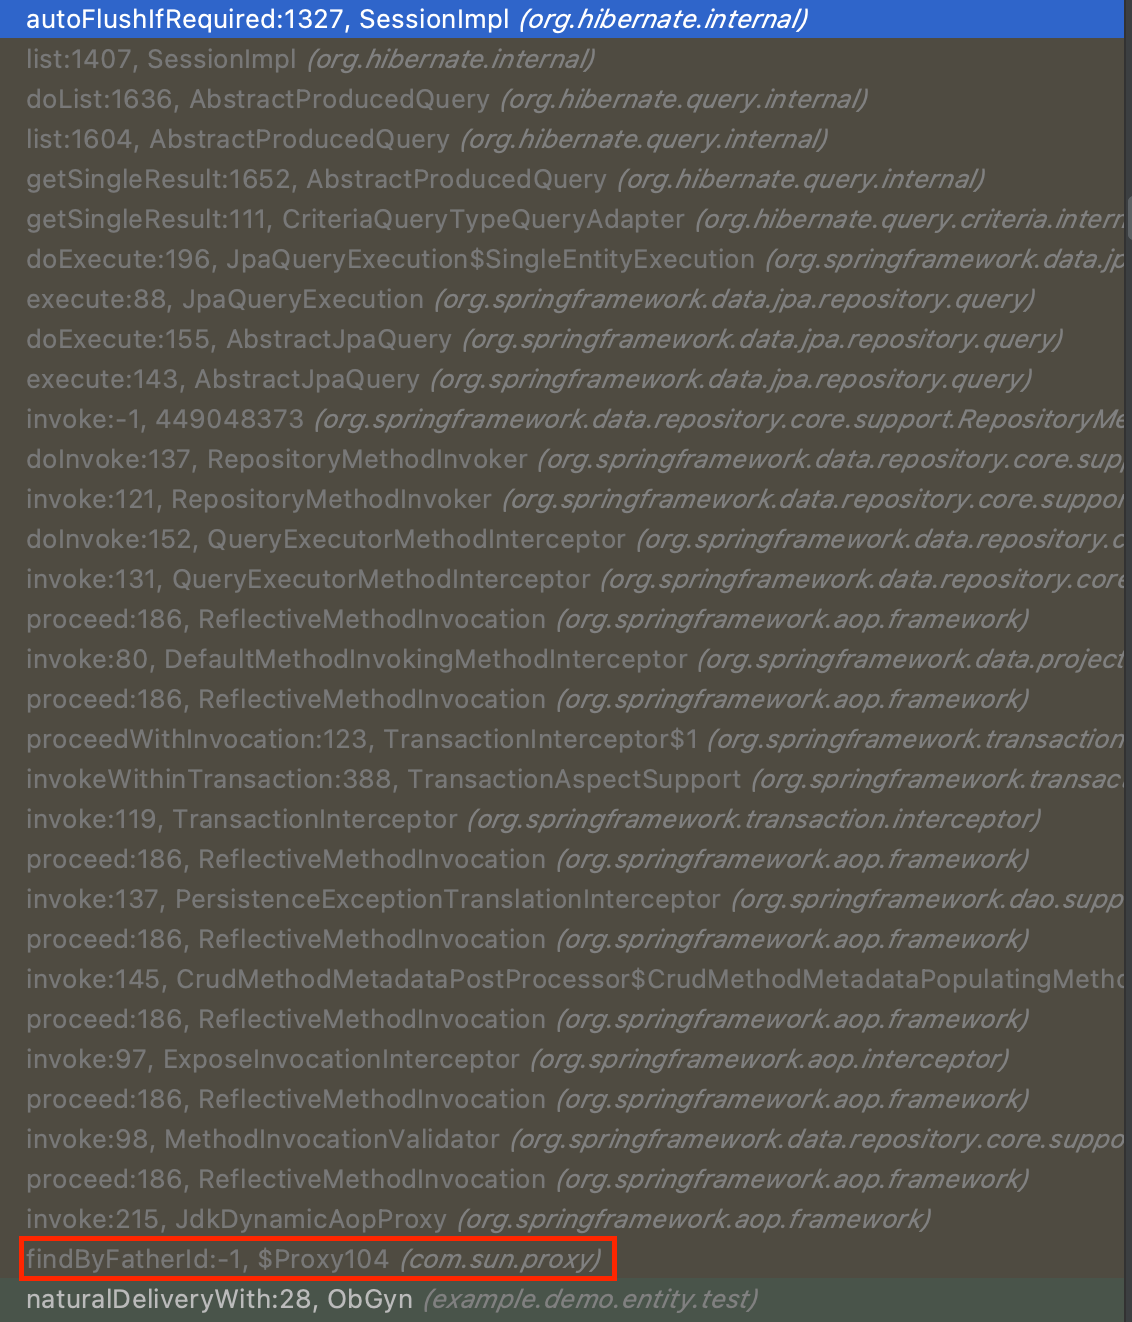 autoFlushIfRequired:1327, SessionImpl (org.hibernate.internal)
list:1407, SessionImpl (org.hibernate.internal)
doList:1636, AbstractProducedQuery (org.hibernate.query.internal)
list:1604, AbstractProducedQuery (org.hibernate.query.internal)
getSingleResult:1652, AbstractProducedQuery (org.hibernate.query.internal)
getSingleResult:111, CriteriaQueryTypeQueryAdapter (org.hibernate.query.criteria.intern
doExecute:196, JpaQueryExecution$SingleEntityExecution (org.springframework.data.jp
execute:88, JpaQueryExecution (org.springframework.data.jpa.repository.query)
doExecute:155, AbstractJpaQuery (org.springframework.data.jpa.repository.query)
execute:143, AbstractJpaQuery (org.springframework.data.jpa.repository.query)
invoke:-1, 449048373 (org.springframework.data.repository.core.support.RepositoryMe
doInvoke:137, RepositoryMethodInvoker (org.springframework.data.repository.core.sup
invoke:121, RepositoryMethodInvoker (org.springframework.data.repository.core.suppor
doInvoke:152, QueryExecutorMethodInterceptor (org.springframework.data.repository.c
invoke:131, QueryExecutorMethodInterceptor (org.springframework.data.repository.core
proceed:186, ReflectiveMethodInvocation (org.springframework.aop.framework)
invoke:80, DefaultMethodInvokingMethodInterceptor (org.springframework.data.project
proceed:186, ReflectiveMethodInvocation (org.springframework.aop.framework)
proceedWithInvocation:123, TransactionInterceptor$1 (org.springframework.transaction
invokeWithinTransaction:388, TransactionAspectSupport (org.springframework.transac
invoke:119, TransactionInterceptor (org.springframework.transaction.interceptor)
proceed:186, ReflectiveMethodInvocation (org.springframework.aop.framework)
invoke:137, PersistenceExceptionTranslationInterceptor (org.springframework.dao.supp
proceed:186, ReflectiveMethodInvocation (org.springframework.aop.framework)
invoke:145, CrudMethodMetadataPostProcessor$CrudMethodMetadataPopulatingMetho
proceed:186, ReflectiveMethodInvocation (org.springframework.aop.framework)
invoke:97, ExposeInvocationInterceptor (org.springframework.aop.interceptor)
proceed:186, ReflectiveMethodInvocation (org.springframework.aop.framework)
invoke:98, MethodInvocationValidator (org.springframework.data.repository.core.suppo
proceed:186, ReflectiveMethodInvocation (org.springframework.aop.framework)
invoke:215, JdkDynamicAopProxy (org.springframework.aop.framework)
findByFatherId:-1, $Proxy104 (com.sun.proxy)
naturalDeliveryWith:28, ObGyn (example.demo.entity.test)